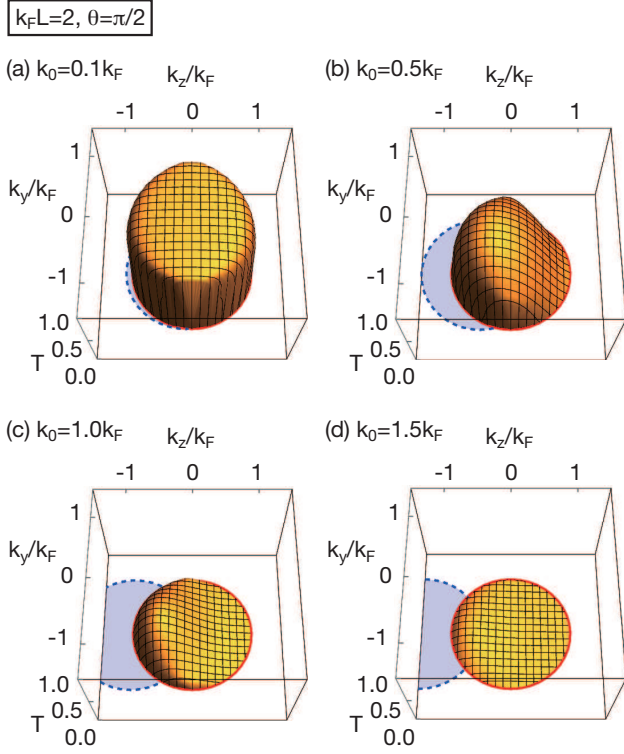 k_FL=2, θ=π/2
(a) k_0=0.1k_F
k_z/k_F
-1 0 1
1
k_y/k_F
0
-1
1.0
0.5
T
0.0
(b) k_0=0.5k_F
k_z/k_F
-1 0 1
1
k_y/k_F
0
-1
1.0
0.5
T
0.0
(c) k_0=1.0k_F
k_z/k_F
-1 0 1
1
k_y/k_F
0
-1
1.0
0.5
T
0.0
(d) k_0=1.5k_F
k_z/k_F
-1 0 1
1
k_y/k_F
0
-1
1.0
0.5
T
0.0